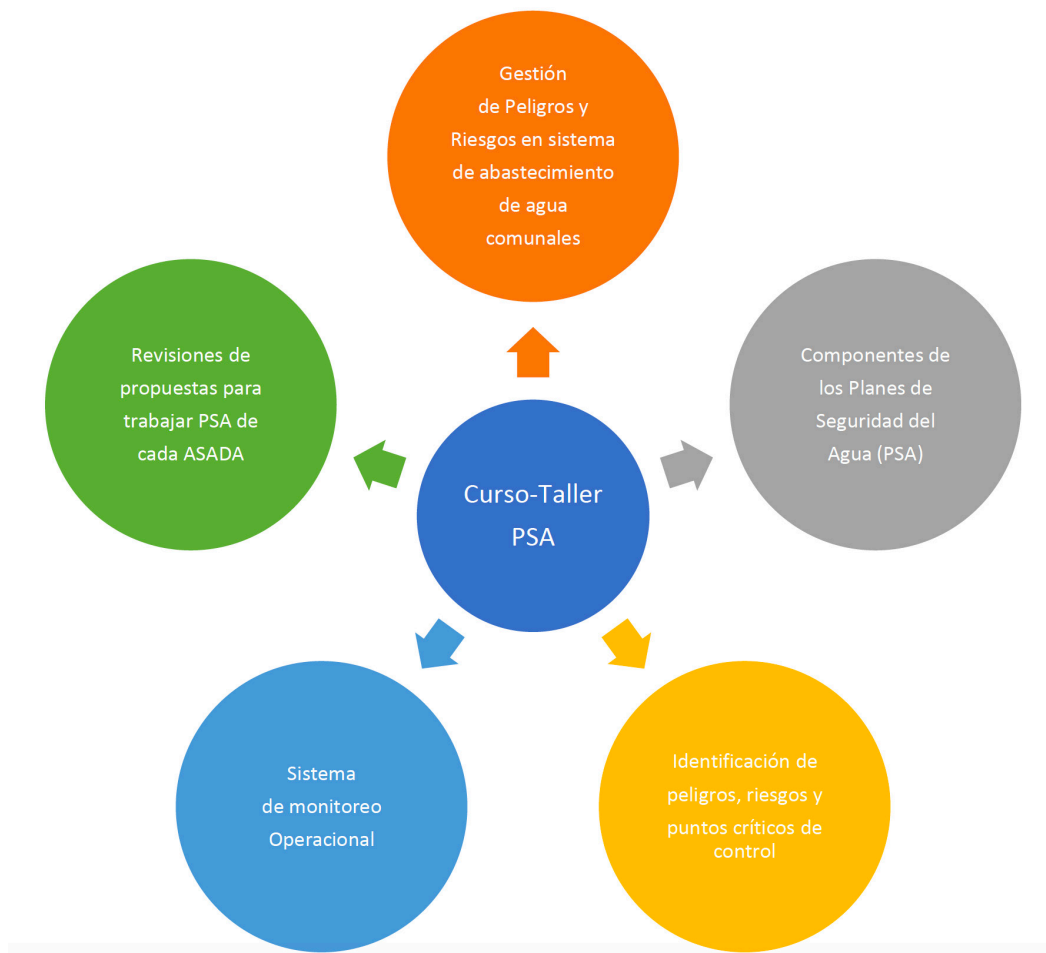 Gestión
de Peligros y
Riesgos en sistema
de abastecimiento
de agua
comunales
Componentes de
los Planes de
Seguridad del
Agua (PSA)
Identificación de
peligros, riesgos y
puntos críticos de
control
Sistema
de monitoreo
Operacional
Revisiones de
propuestas para
trabajar PSA de
cada ASADA
Curso-Taller
PSA